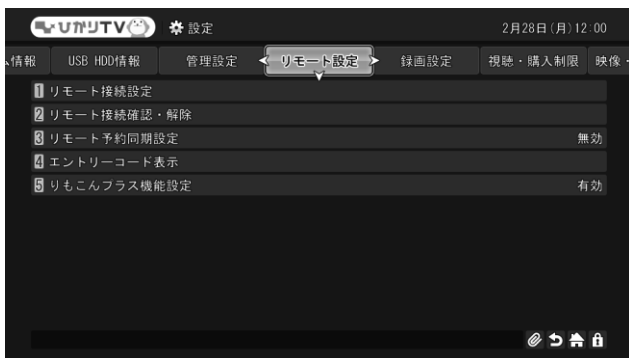 ひかりTV 設定 2月28日(月)12:00
ム情報 USB HDD情報 管理設定 リモート設定 録画設定 視聴・購入制限 映像・
1 リモート接続設定
2 リモート接続確認・解除
3 リモート予約同期設定 無効
4 エントリーコード表示
5 りもこんプラス機能設定 有効